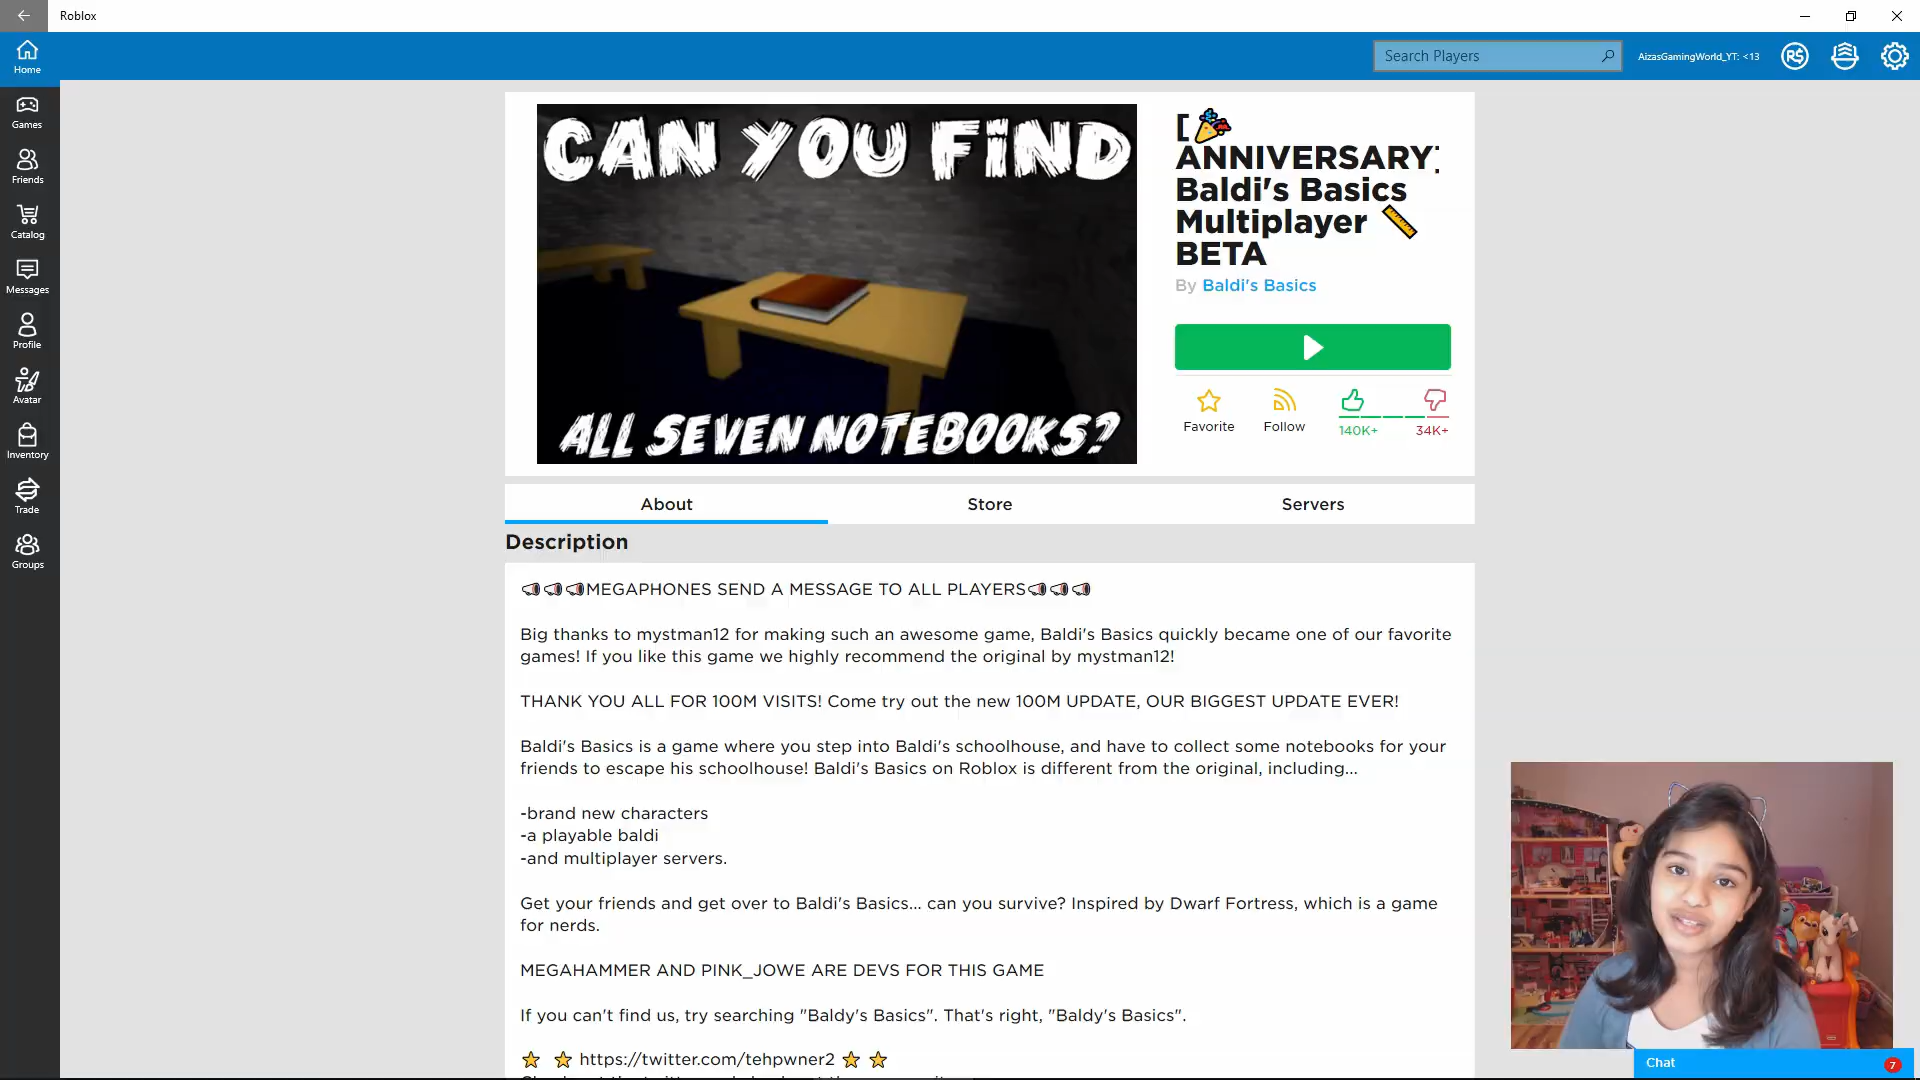 Roblox
Home
Search Players
AizasGamingWorld_YT: <13
Games
Friends
Catalog
Messages
Profile
Avatar
Inventory
Trade
Groups
CAN YOU FiND
ALL SEVEN NOTEBOOKS?
[🎉
ANNIVERSARY]
Baldi's Basics
Multiplayer 📏
BETA
By Baldi's Basics
Favorite
Follow
140K+
34K+
About
Store
Servers
Description
📣📣📣MEGAPHONES SEND A MESSAGE TO ALL PLAYERS📣📣📣
Big thanks to mystman12 for making such an awesome game, Baldi's Basics quickly became one of our favorite
games! If you like this game we highly recommend the original by mystman12!
THANK YOU ALL FOR 100M VISITS! Come try out the new 100M UPDATE, OUR BIGGEST UPDATE EVER!
Baldi's Basics is a game where you step into Baldi's schoolhouse, and have to collect some notebooks for your
friends to escape his schoolhouse! Baldi's Basics on Roblox is different from the original, including...
-brand new characters
-a playable baldi
-and multiplayer servers.
Get your friends and get over to Baldi's Basics... can you survive? Inspired by Dwarf Fortress, which is a game
for nerds.
MEGAHAMMER AND PINK_JOWE ARE DEVS FOR THIS GAME
If you can't find us, try searching "Baldy's Basics". That's right, "Baldy's Basics".
⭐ ⭐ https://twitter.com/tehpwner2 ⭐ ⭐
Chat
7